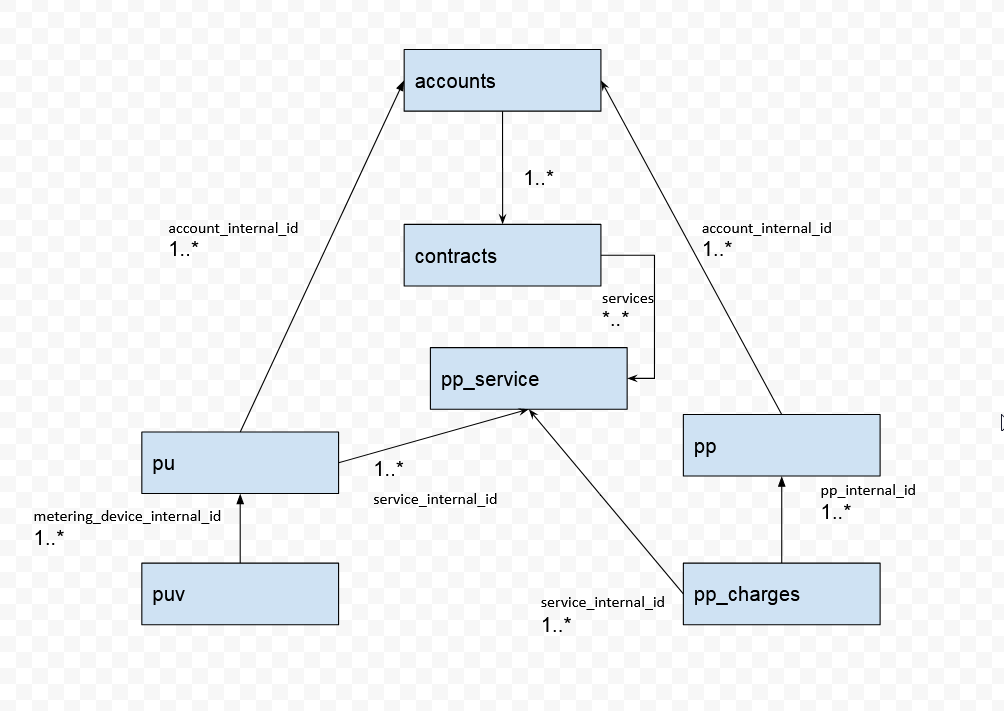 accounts
1..*
account_internal_id
1..*
account_internal_id
1..*
contracts
services
*..*
pp_service
pu
1..*
service_internal_id
pp
pp_internal_id
1..*
metering_device_internal_id
1..*
puv
service_internal_id
1..*
pp_charges